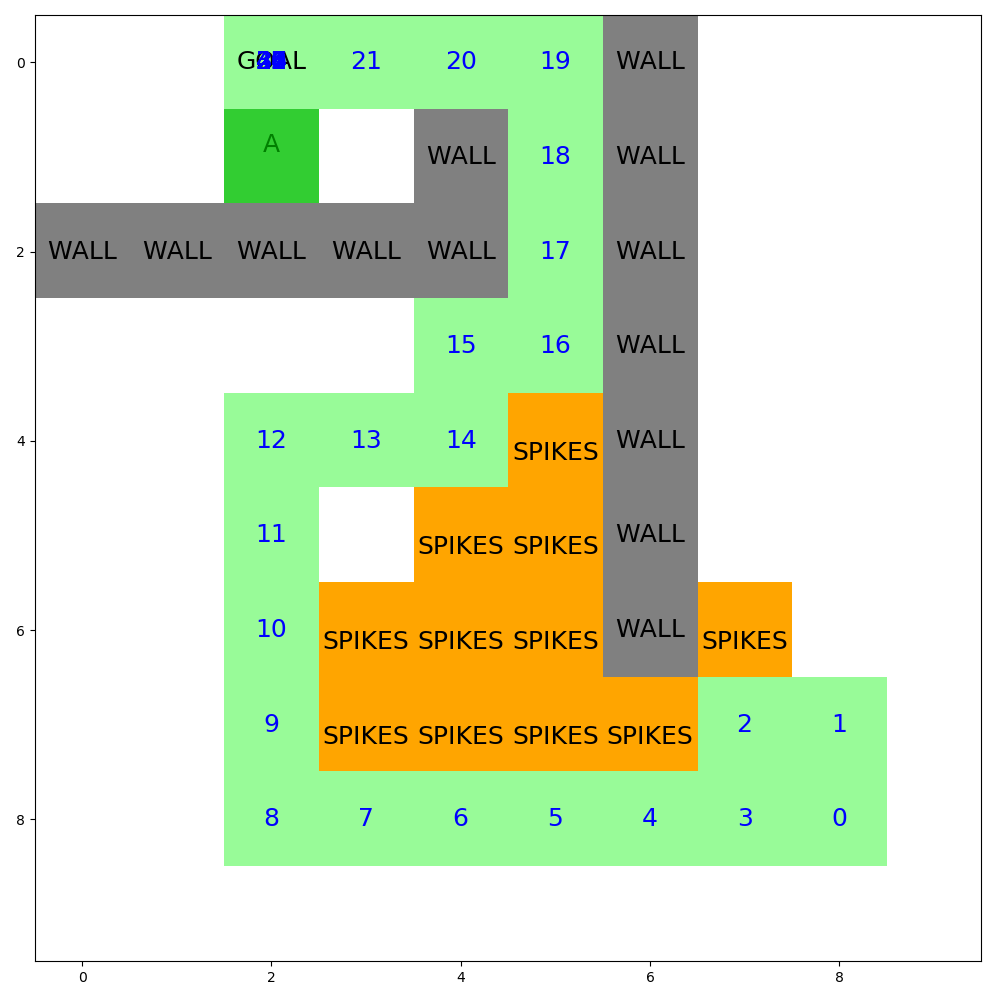 0 21 20 19 WALL
A WALL 18 WALL
2 WALL WALL WALL WALL WALL 17 WALL
15 16 WALL
4 12 13 14 SPIKES WALL
11 SPIKES SPIKES WALL
6 10 SPIKES SPIKES SPIKES WALL SPIKES
9 SPIKES SPIKES SPIKES SPIKES 2 1
8 8 7 6 5 4 3 0
0 2 4 6 8